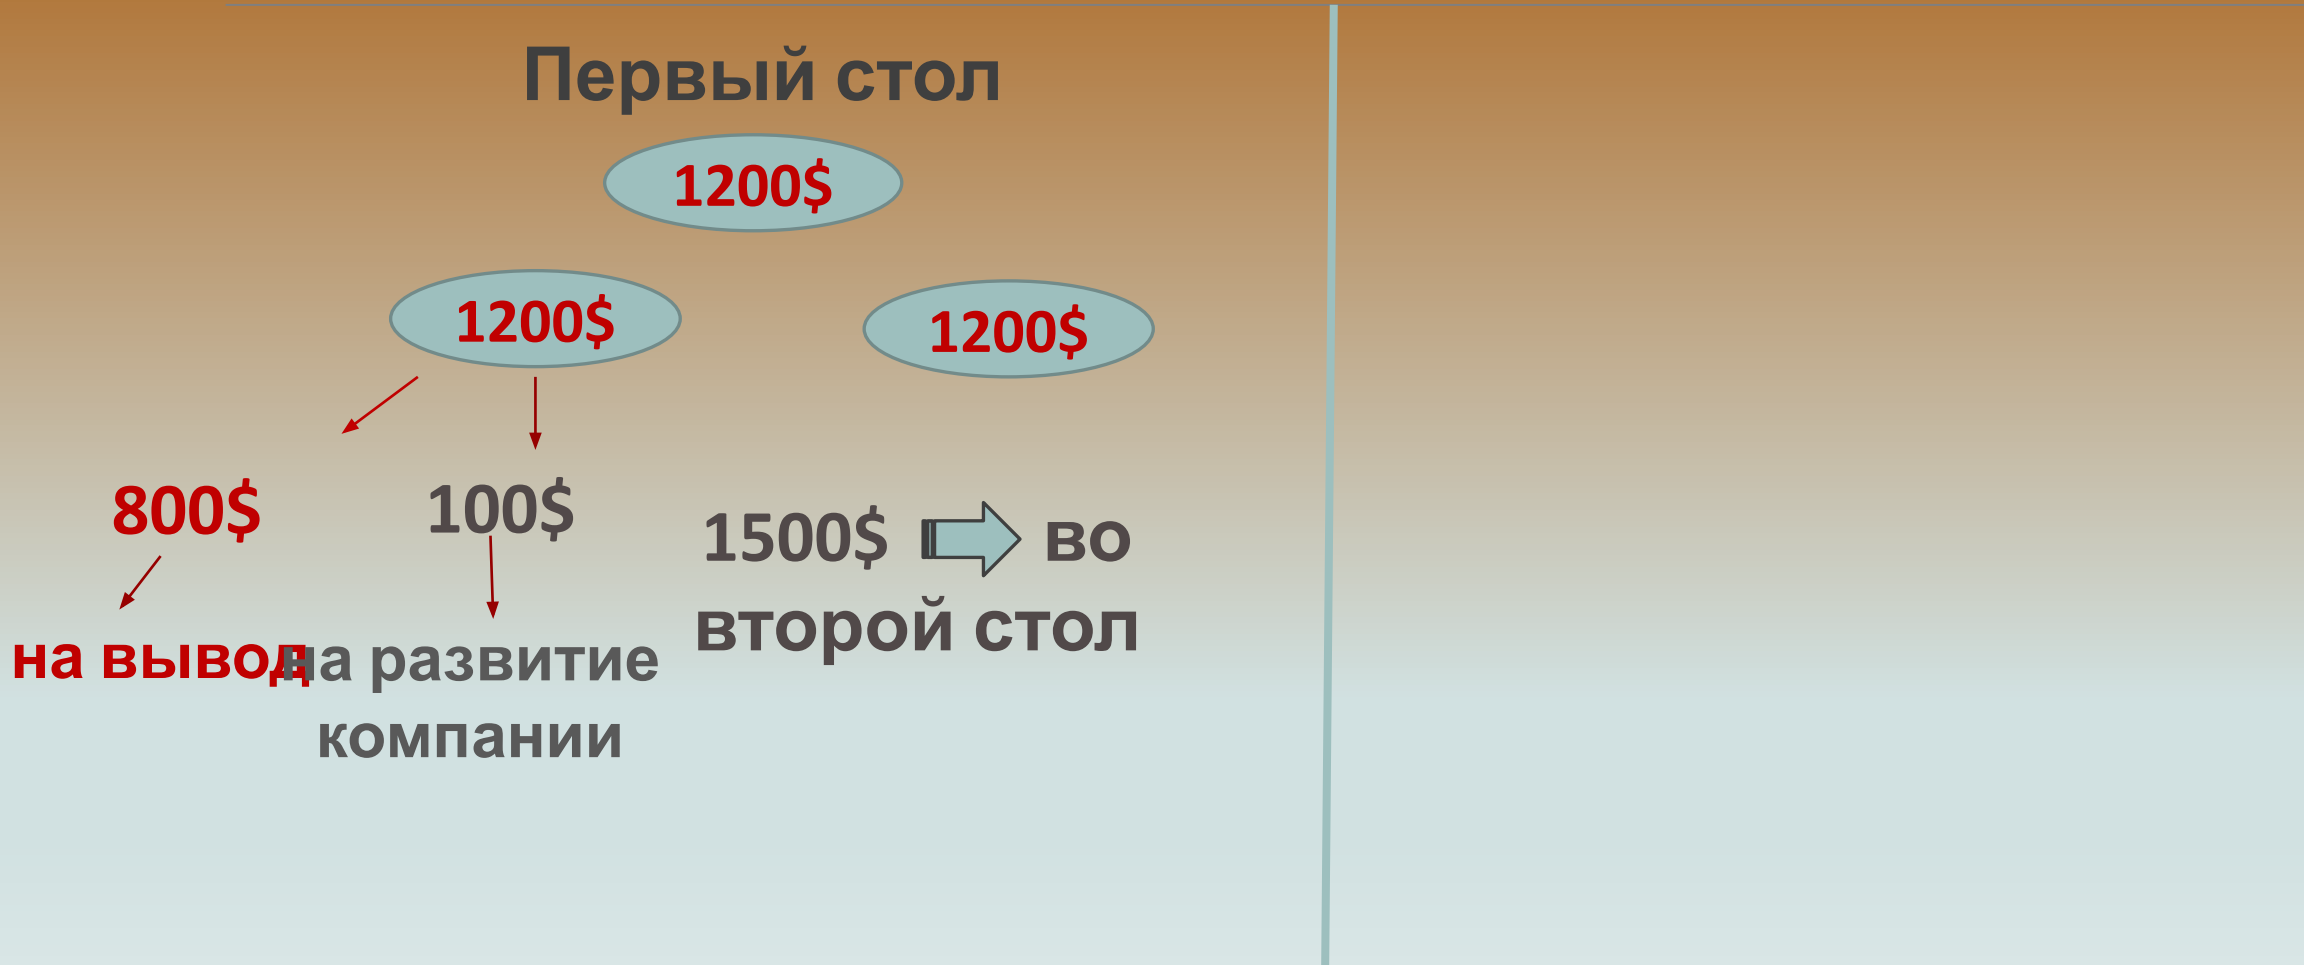 Первый стол
1200$
1200$
1200$
800$
100$
1500$ во
второй стол
на вывод
на развитие
компании